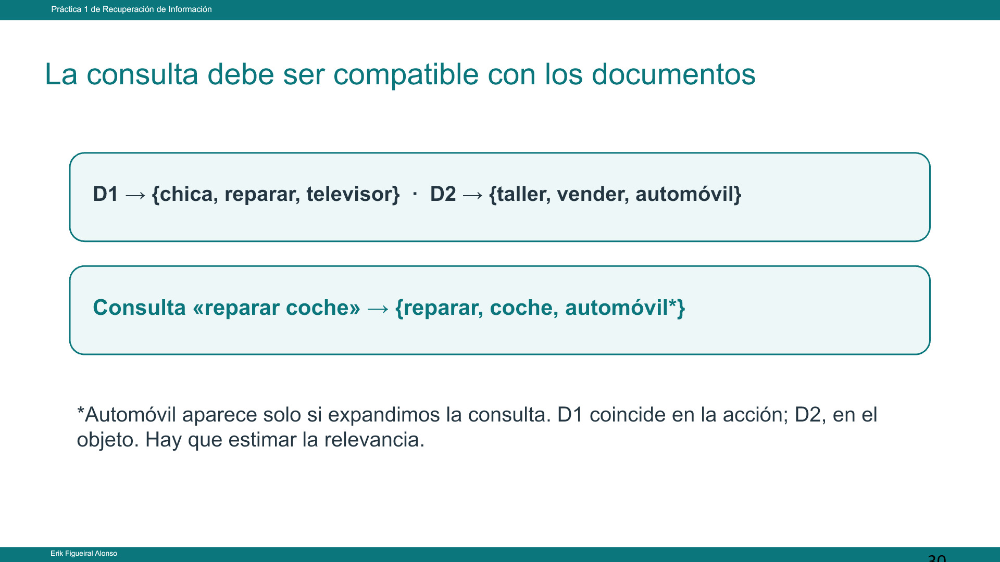 Práctica 1 de Recuperación de Información
La consulta debe ser compatible con los documentos
D1 → {chica, reparar, televisor} · D2 → {taller, vender, automóvil}
Consulta «reparar coche» → {reparar, coche, automóvil*}
*Automóvil aparece solo si expandimos la consulta. D1 coincide en la acción; D2, en el
objeto. Hay que estimar la relevancia.
Erik Figueiral Alonso
30